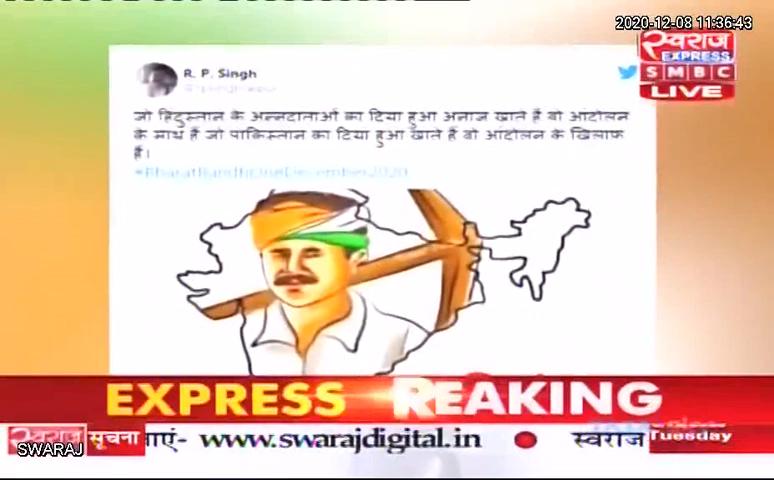 2020-12-08 11:36:43
स्वराज
EXPRESS
SMBC
LIVE
R. P. Singh
जो हिंदुस्तान के अन्नदाताओं का दिया हुआ अनाज खाते हैं वो आंदोलन
के साथ हैं जो पाकिस्तान का दिया हुआ खाते हैं वो आंदोलन के खिलाफ
हैं।
EXPRESS REAKING
स्वराज सूचना ाएं- www.swarajdigital.in स्वराज Tuesday
SWARAJ